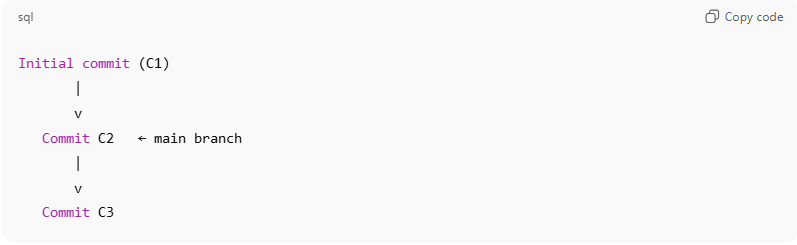 sql
Copy code
Initial commit (C1)
|
v
Commit C2 ← main branch
|
v
Commit C3